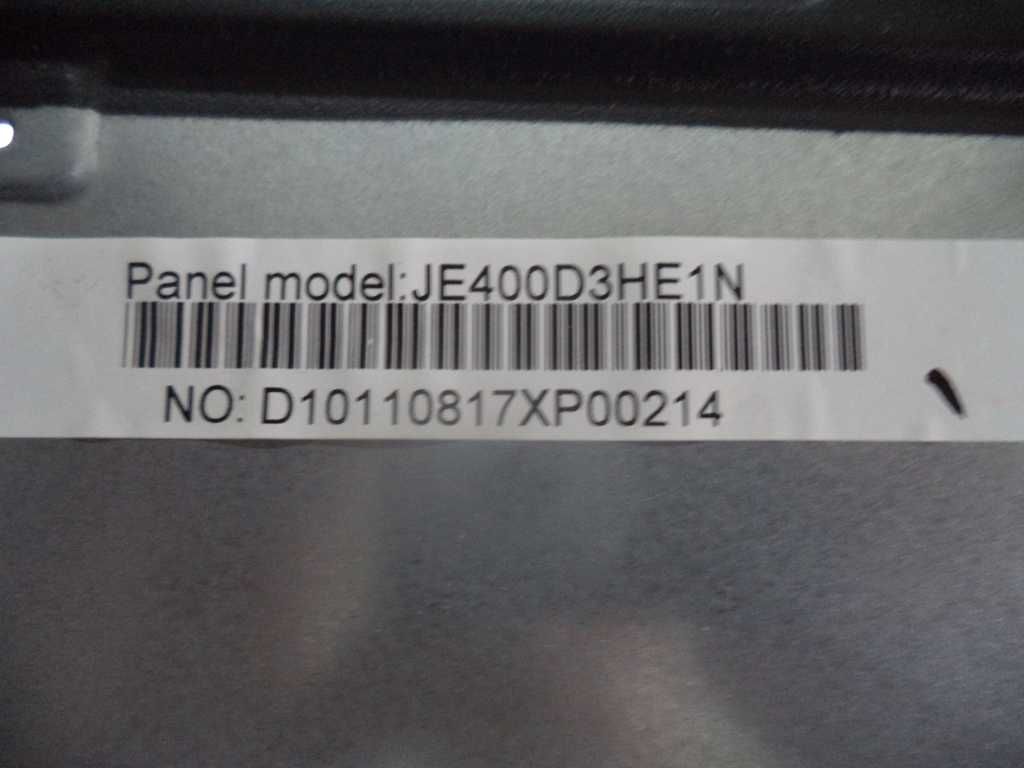 Panel model:JE400D3HE1N
NO: D10110817XP00214